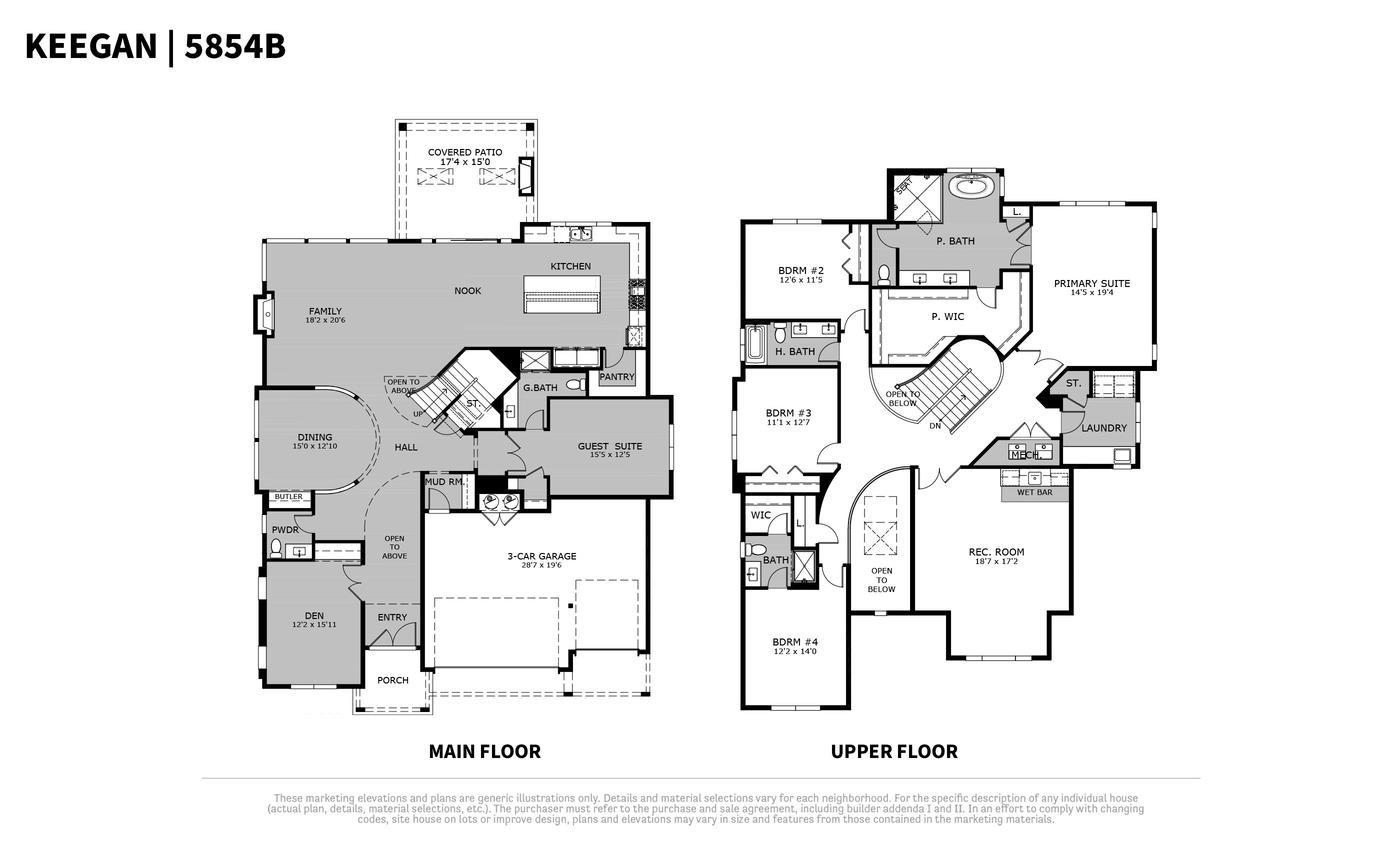 KEEGAN | 5854B
COVERED PATIO
17'4 x 15'0
KITCHEN
NOOK
FAMILY
18'2 x 20'6
OPEN TO
ABOVE
UP
ST.
G.BATH
PANTRY
DINING
15'0 x 12'10
HALL
GUEST SUITE
15'5 x 12'5
BUTLER
MUD RM.
PWDR
OPEN
TO
ABOVE
3-CAR GARAGE
28'7 x 19'6
DEN
12'2 x 15'11
ENTRY
PORCH
MAIN FLOOR
SEAT
L.
P. BATH
BDRM #2
12'6 x 11'5
PRIMARY SUITE
14'5 x 19'4
P. WIC
H. BATH
OPEN TO
BELOW
DN
ST.
BDRM #3
11'1 x 12'7
LAUNDRY
MECH.
WET BAR
WIC
L.
BATH
REC. ROOM
18'7 x 17'2
OPEN
TO
BELOW
BDRM #4
12'2 x 14'0
UPPER FLOOR
These marketing elevations and plans are generic illustrations only. Details and material selections vary for each neighborhood. For the specific description of any individual house
(actual plan, details, material selections, etc.). The purchaser must refer to the purchase and sale agreement, including builder addenda I and II. In an effort to comply with changing
codes, site house on lots or improve design, plans and elevations may vary in size and features from those contained in the marketing materials.